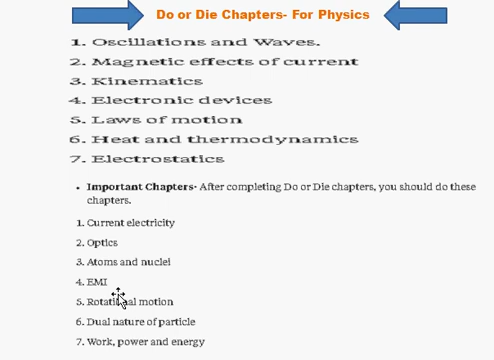 Do or Die Chapters- For Physics
1. Oscillations and Waves.
2. Magnetic effects of current
3. Kinematics
4. Electronic devices
5. Laws of motion
6. Heat and thermodynamics
7. Electrostatics
• Important Chapters- After completing Do or Die chapters, you should do these
chapters.
1. Current electricity
2. Optics
3. Atoms and nuclei
4. EMI
5. Rotational motion
6. Dual nature of particle
7. Work, power and energy